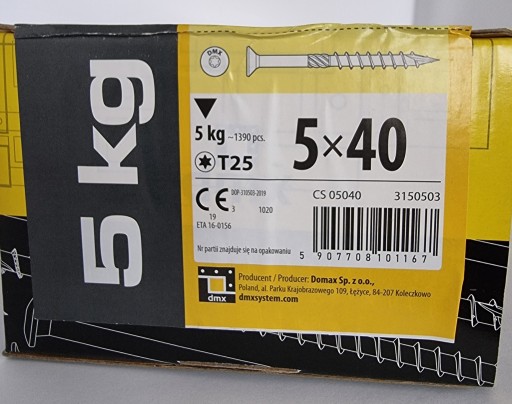 5 kg
DMX
5 kg ~1390 pcs.
T25
5×40
CE
DOP-310503-2019
19 3 1020
ETA 16-0156
CS 05040 3150503
Nr partii znajduje się na opakowaniu
5 907708 101167
dmx
Producent / Producer: Domax Sp. z o.o.,
Poland, al. Parku Krajobrazowego 109, Łężyce, 84-207 Koleczkowo
dmxsystem.com